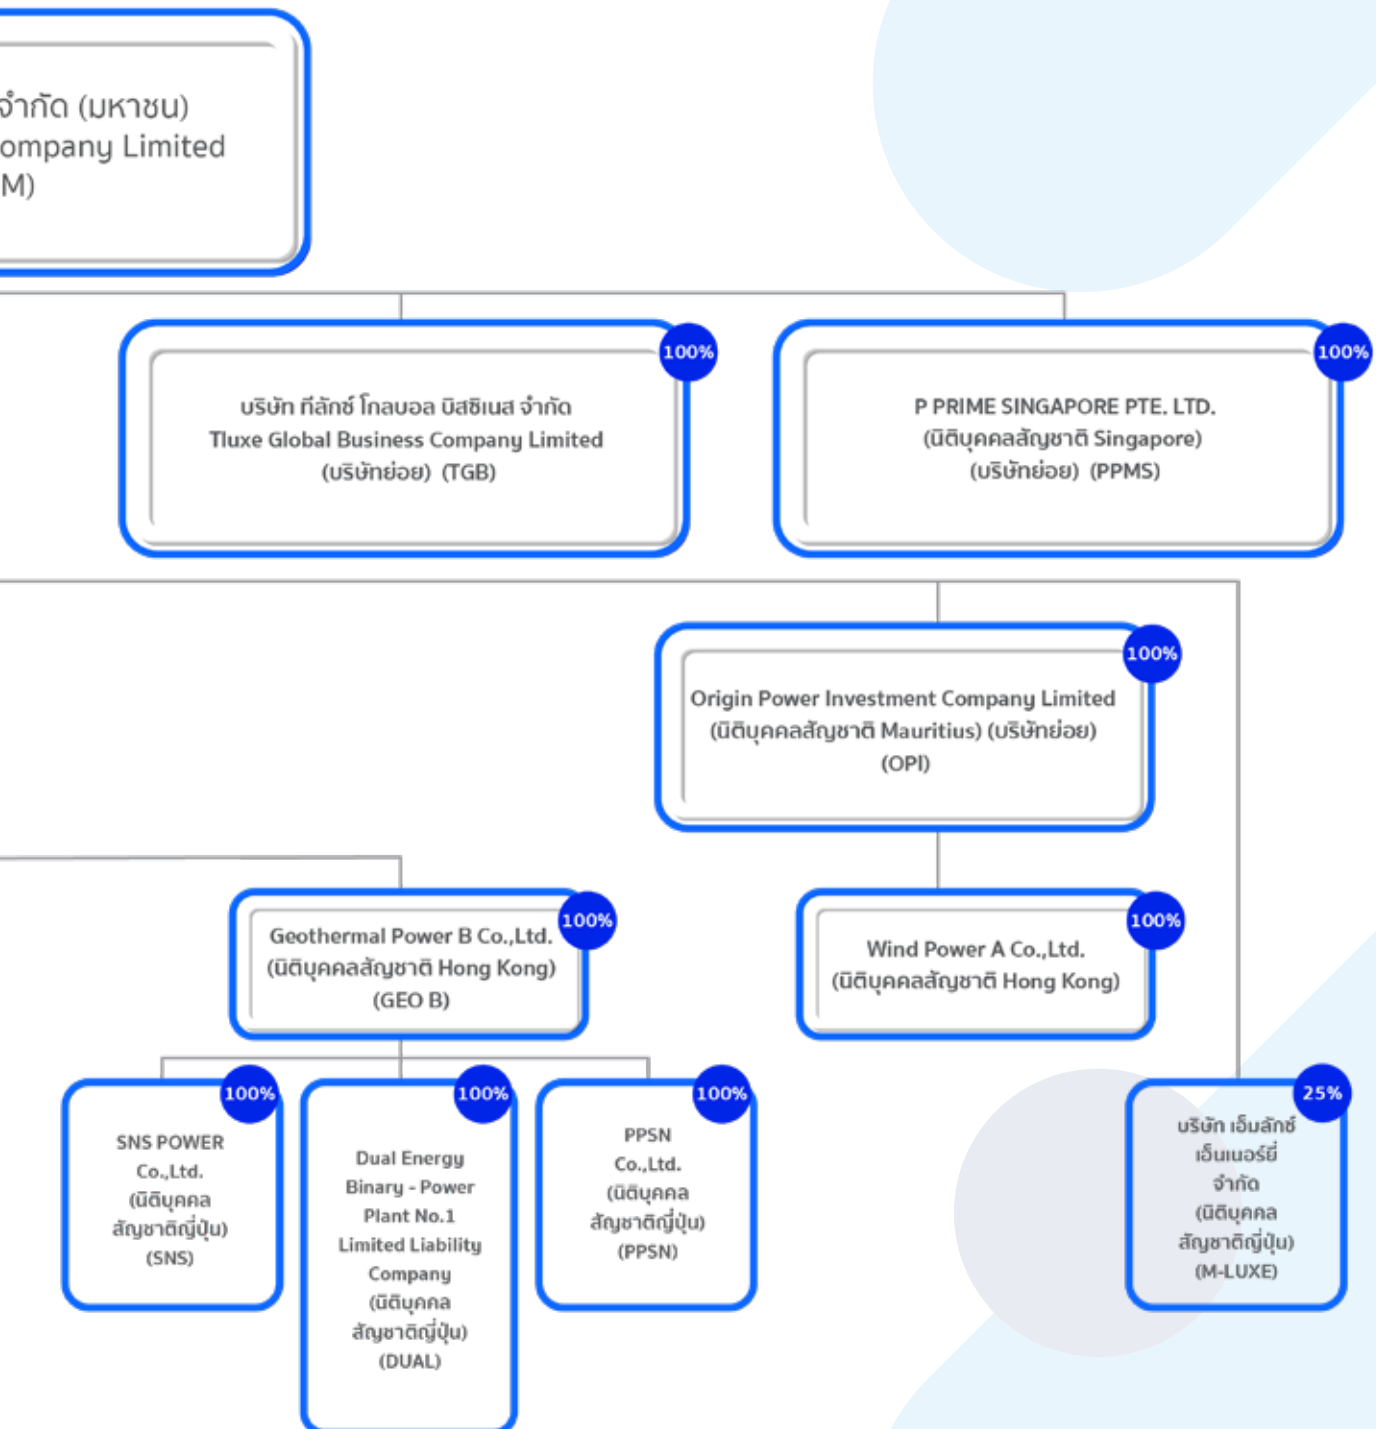 จำกัด (มหาชน)
ompany Limited
M)
100%
บริษัท ทีลักซ์ โกลบอล บิสซิเนส จำกัด
Tluxe Global Business Company Limited
(บริษัทย่อย) (TGB)
100%
P PRIME SINGAPORE PTE. LTD.
(นิติบุคคลสัญชาติ Singapore)
(บริษัทย่อย) (PPMS)
100%
Origin Power Investment Company Limited
(นิติบุคคลสัญชาติ Mauritius) (บริษัทย่อย)
(OPI)
100%
Geothermal Power B Co.,Ltd.
(นิติบุคคลสัญชาติ Hong Kong)
(GEO B)
100%
Wind Power A Co.,Ltd.
(นิติบุคคลสัญชาติ Hong Kong)
100%
SNS POWER
Co.,Ltd.
(นิติบุคคล
สัญชาติญี่ปุ่น)
(SNS)
100%
Dual Energy
Binary - Power
Plant No.1
Limited Liability
Company
(นิติบุคคล
สัญชาติญี่ปุ่น)
(DUAL)
100%
PPSN
Co.,Ltd.
(นิติบุคคล
สัญชาติญี่ปุ่น)
(PPSN)
25%
บริษัท เอ็มลักซ์
เอ็นเนอร์ยี่
จำกัด
(นิติบุคคล
สัญชาติญี่ปุ่น)
(M-LUXE)